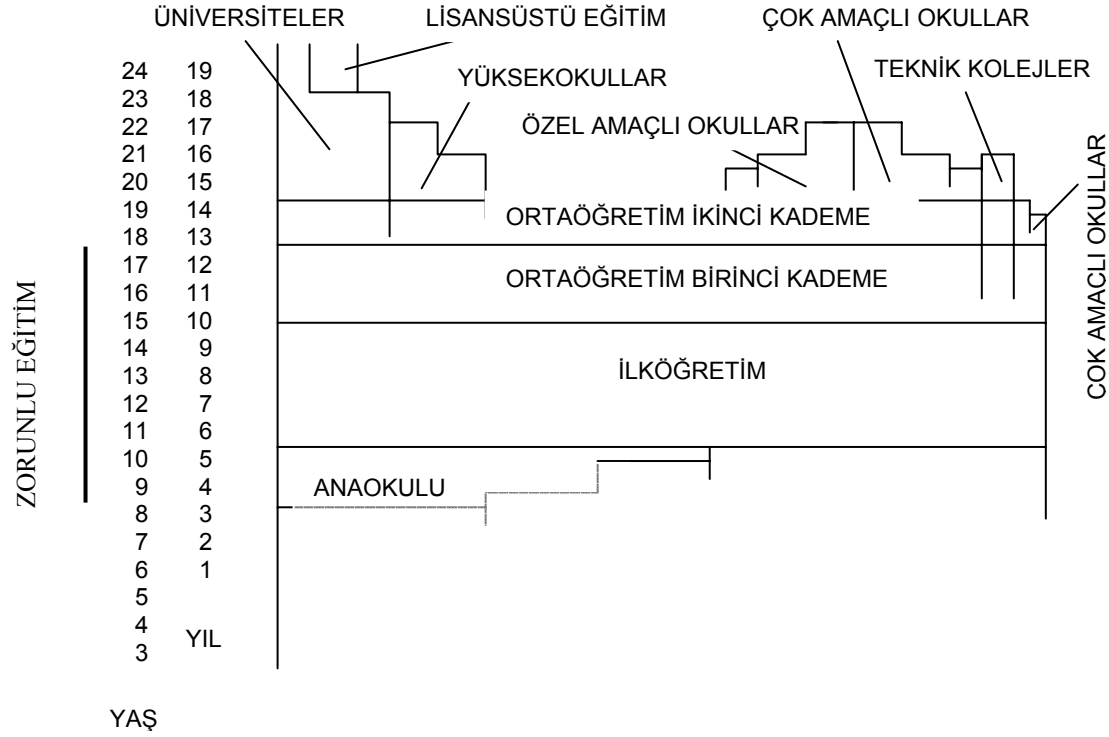 ÜNİVERSİTELER LİSANSÜSTÜ EĞİTİM ÇOK AMAÇLI OKULLAR
YÜKSEKOKULLAR TEKNİK KOLEJLER
ÖZEL AMAÇLI OKULLAR
24 19
23 18
22 17
21 16
20 15
19 14
18 13
17 12
16 11
15 10
14 9
13 8
12 7
11 6
10 5
9 4
8 3
7 2
6 1
5
4
3
YIL
YAŞ
ZORUNLU EĞİTİM
ORTAÖĞRETİM İKİNCİ KADEME
ORTAÖĞRETİM BİRİNCİ KADEME
İLKÖĞRETİM
ANAOKULU
COK AMAÇLI OKULLAR